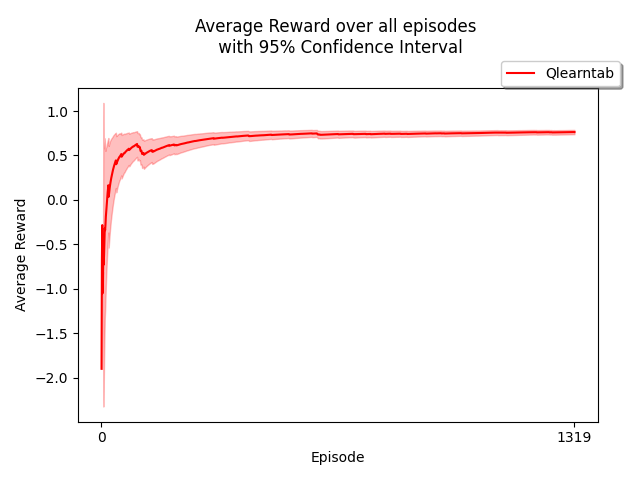 Average Reward over all episodes
with 95% Confidence Interval
Qlearntab
1.0
0.5
0.0
−0.5
−1.0
−1.5
−2.0
Average Reward
0
1319
Episode